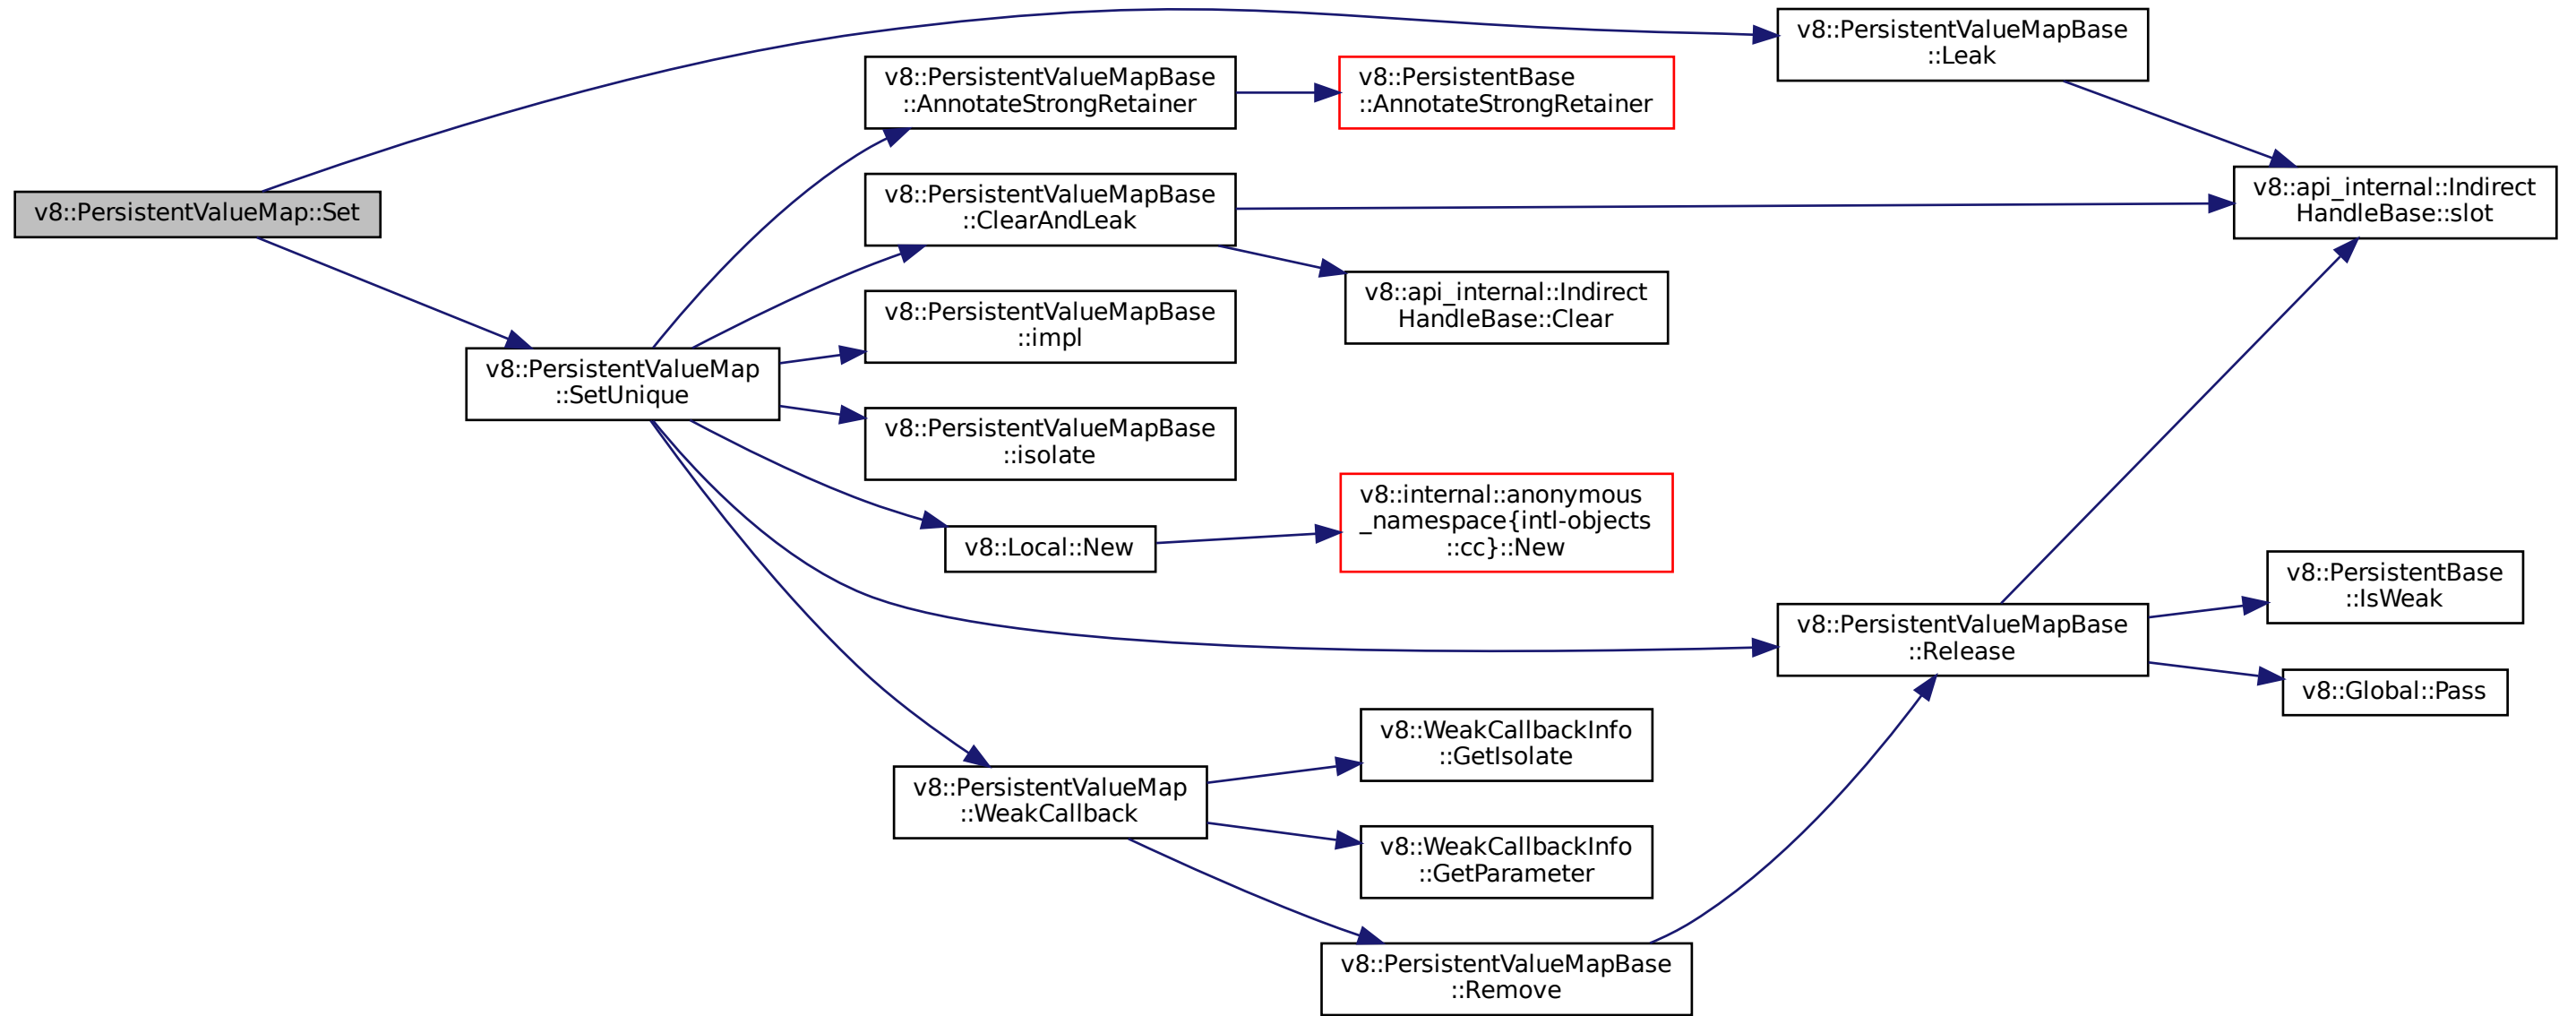 v8::PersistentValueMap::Set
v8::PersistentValueMap
::SetUnique
v8::PersistentValueMapBase
::AnnotateStrongRetainer
v8::PersistentValueMapBase
::ClearAndLeak
v8::PersistentValueMapBase
::impl
v8::PersistentValueMapBase
::isolate
v8::Local::New
v8::PersistentValueMap
::WeakCallback
v8::PersistentBase
::AnnotateStrongRetainer
v8::api_internal::Indirect
HandleBase::Clear
v8::internal::anonymous
_namespace{intl-objects
::cc}::New
v8::WeakCallbackInfo
::GetIsolate
v8::WeakCallbackInfo
::GetParameter
v8::PersistentValueMapBase
::Remove
v8::PersistentValueMapBase
::Leak
v8::PersistentValueMapBase
::Release
v8::api_internal::Indirect
HandleBase::slot
v8::PersistentBase
::IsWeak
v8::Global::Pass